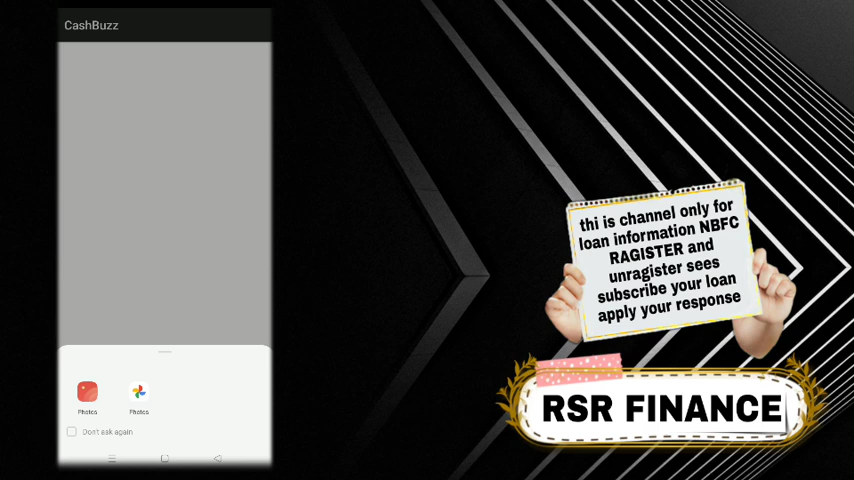 CashBuzz
Photos
Photos
Don't ask again
thi is channel only for
loan information NBFC
RAGISTER and
unragister sees
subscribe your loan
apply your response
RSR FINANCE